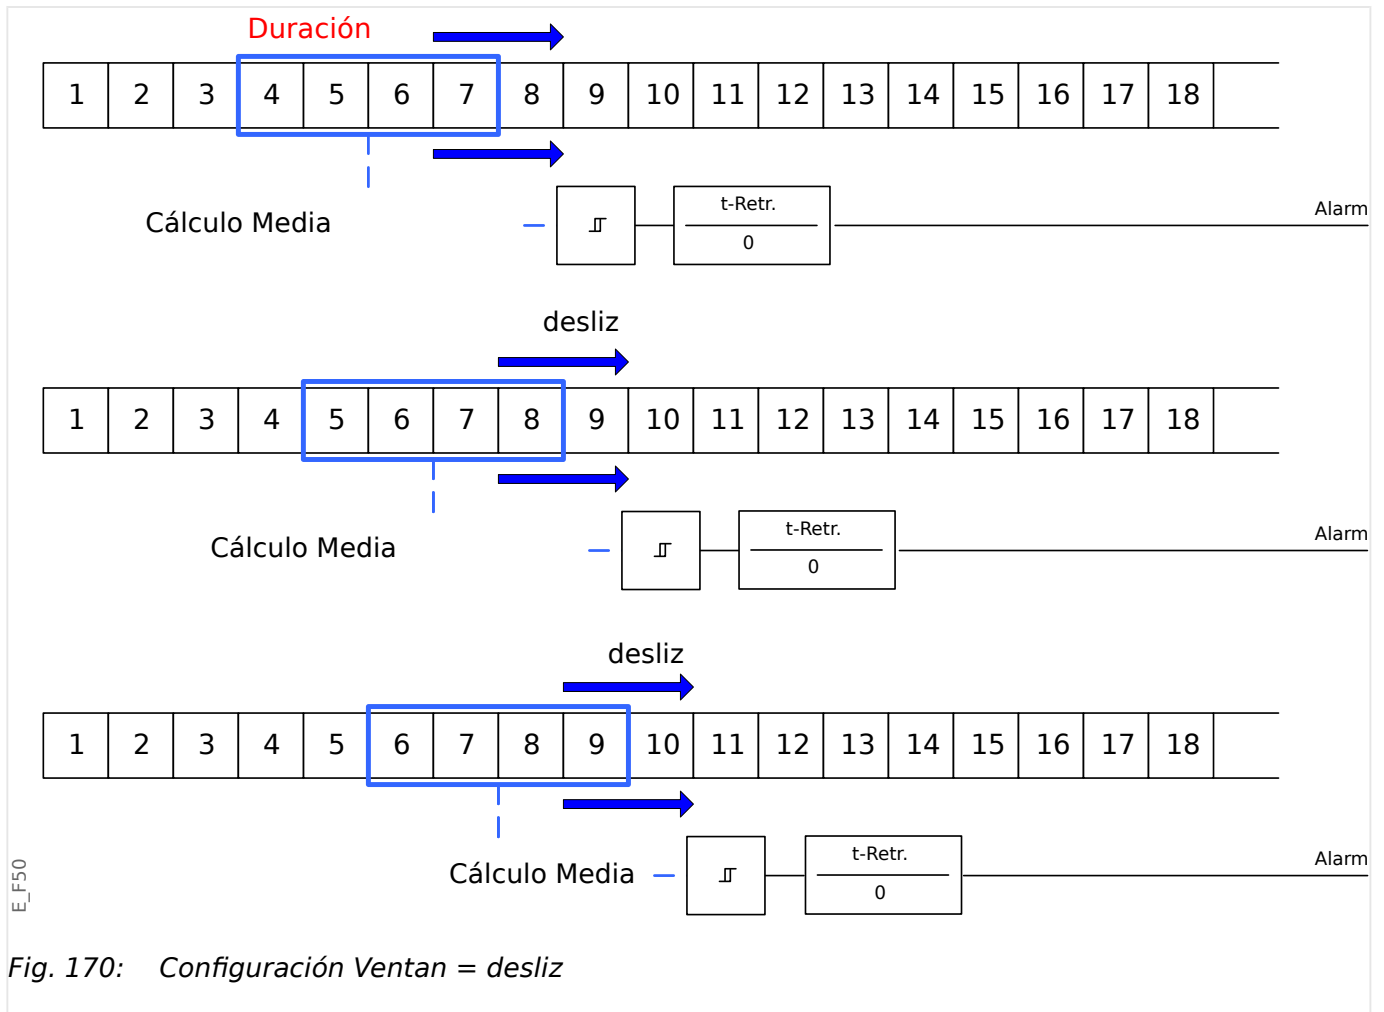 Duración
1 2 3 4 5 6 7 8 9 10 11 12 13 14 15 16 17 18
t-Retr.
Cálculo Media
0
Alarm
desliz
1 2 3 4 5 6 7 8 9 10 11 12 13 14 15 16 17 18
t-Retr.
Cálculo Media
0
Alarm
desliz
1 2 3 4 5 6 7 8 9 10 11 12 13 14 15 16 17 18
t-Retr.
Cálculo Media
0
Alarm
E_F50
Fig. 170: Configuración Ventan = desliz